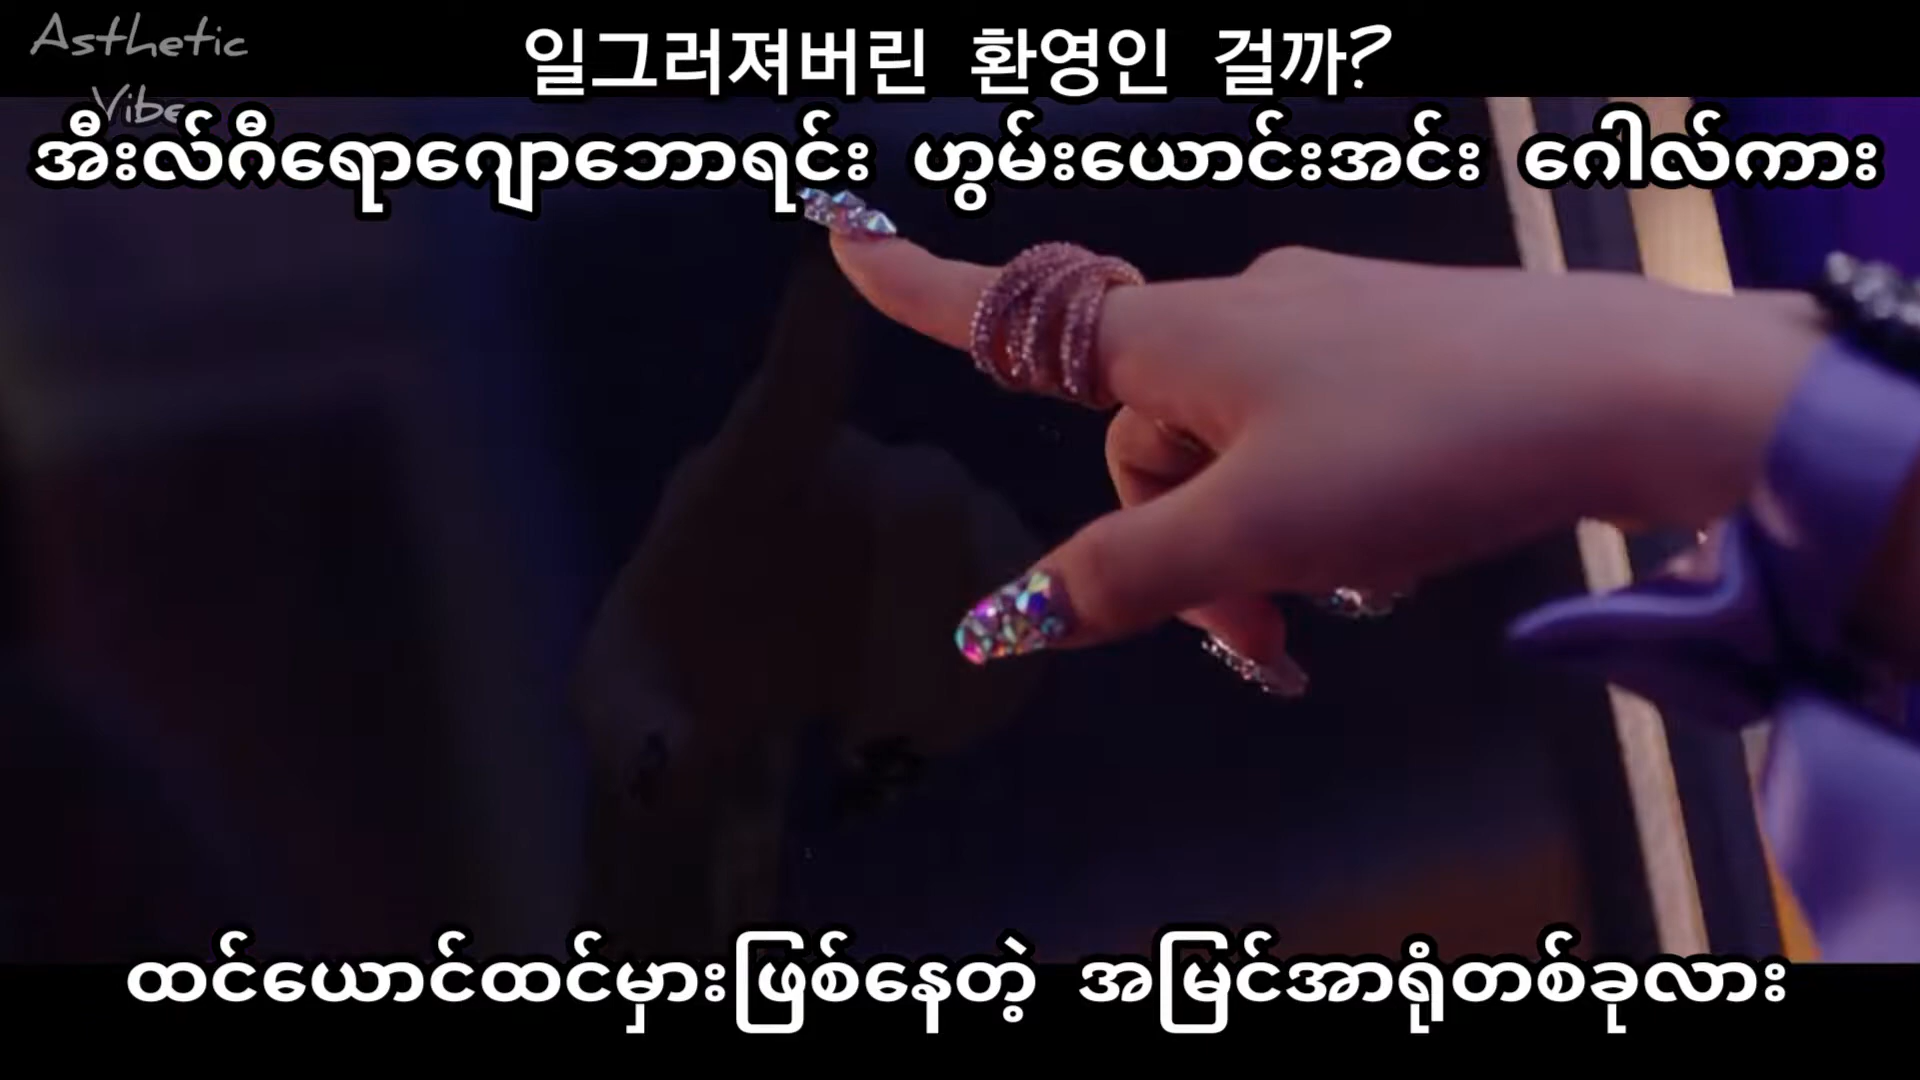 Asthetic
Vibe
일그러져버린 환영인 걸까?
အီးလ်ဂီရောဂျောဘောရင်း ဟွမ်းယောင်းအင်း ဂေါလ်ကား
ထင်ယောင်ထင်မှားဖြစ်နေတဲ့ အမြင်အာရုံတစ်ခုလား